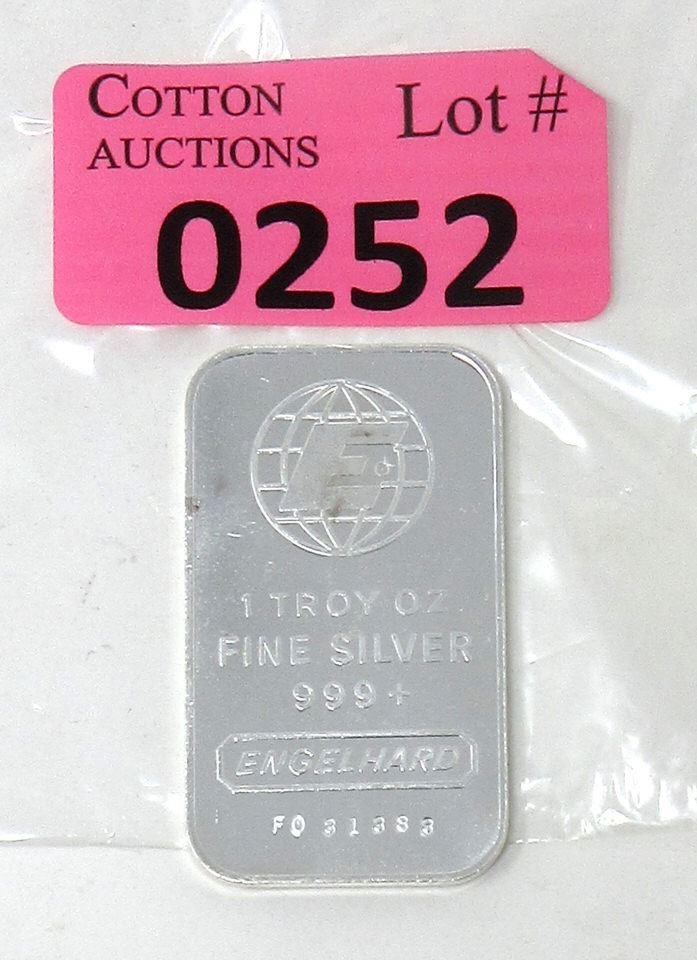 COTTON
AUCTIONS
Lot #
0252
E
1 TROY OZ
FINE SILVER
999+
ENGELHARD